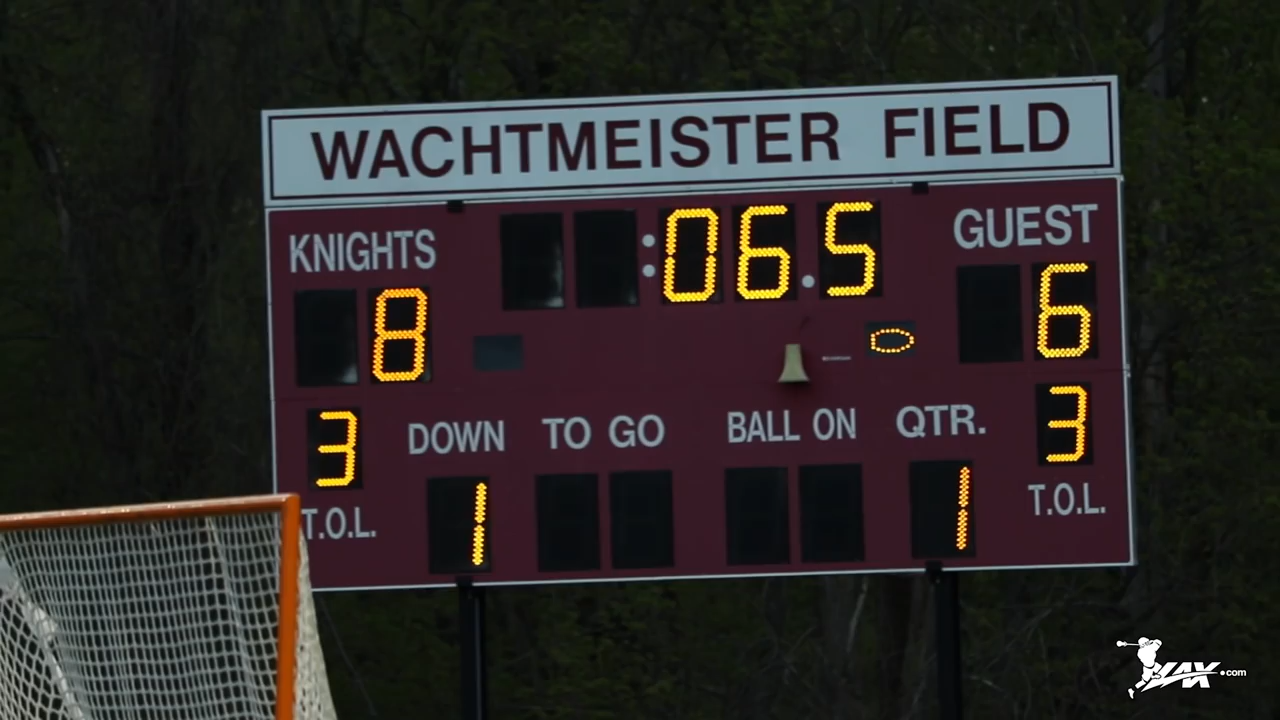 WACHTMEISTER FIELD
KNIGHTS
:06.5
GUEST
8
6
3
DOWN
TO GO
BALL ON
QTR.
3
T.O.L.
1
1
T.O.L.
LAX.com